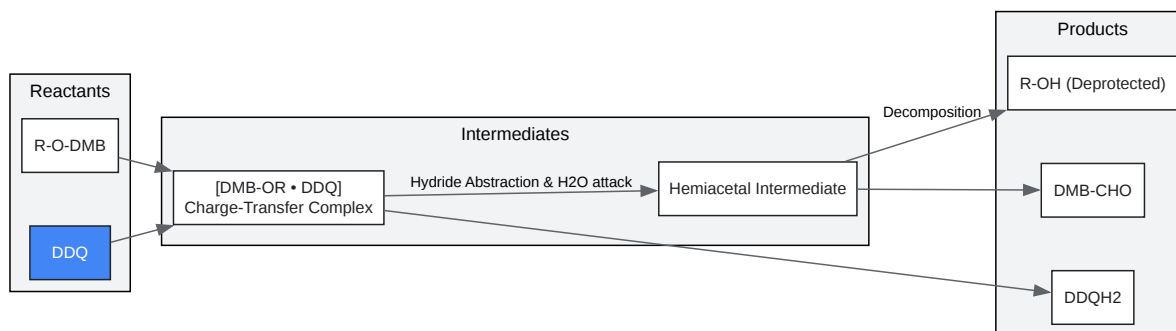 Reactants
R-O-DMB
DDQ
Intermediates
[DMB-OR • DDQ]
Charge-Transfer Complex
Hydride Abstraction & H2O attack
Hemiacetal Intermediate
Decomposition
Products
R-OH (Deprotected)
DMB-CHO
DDQH2